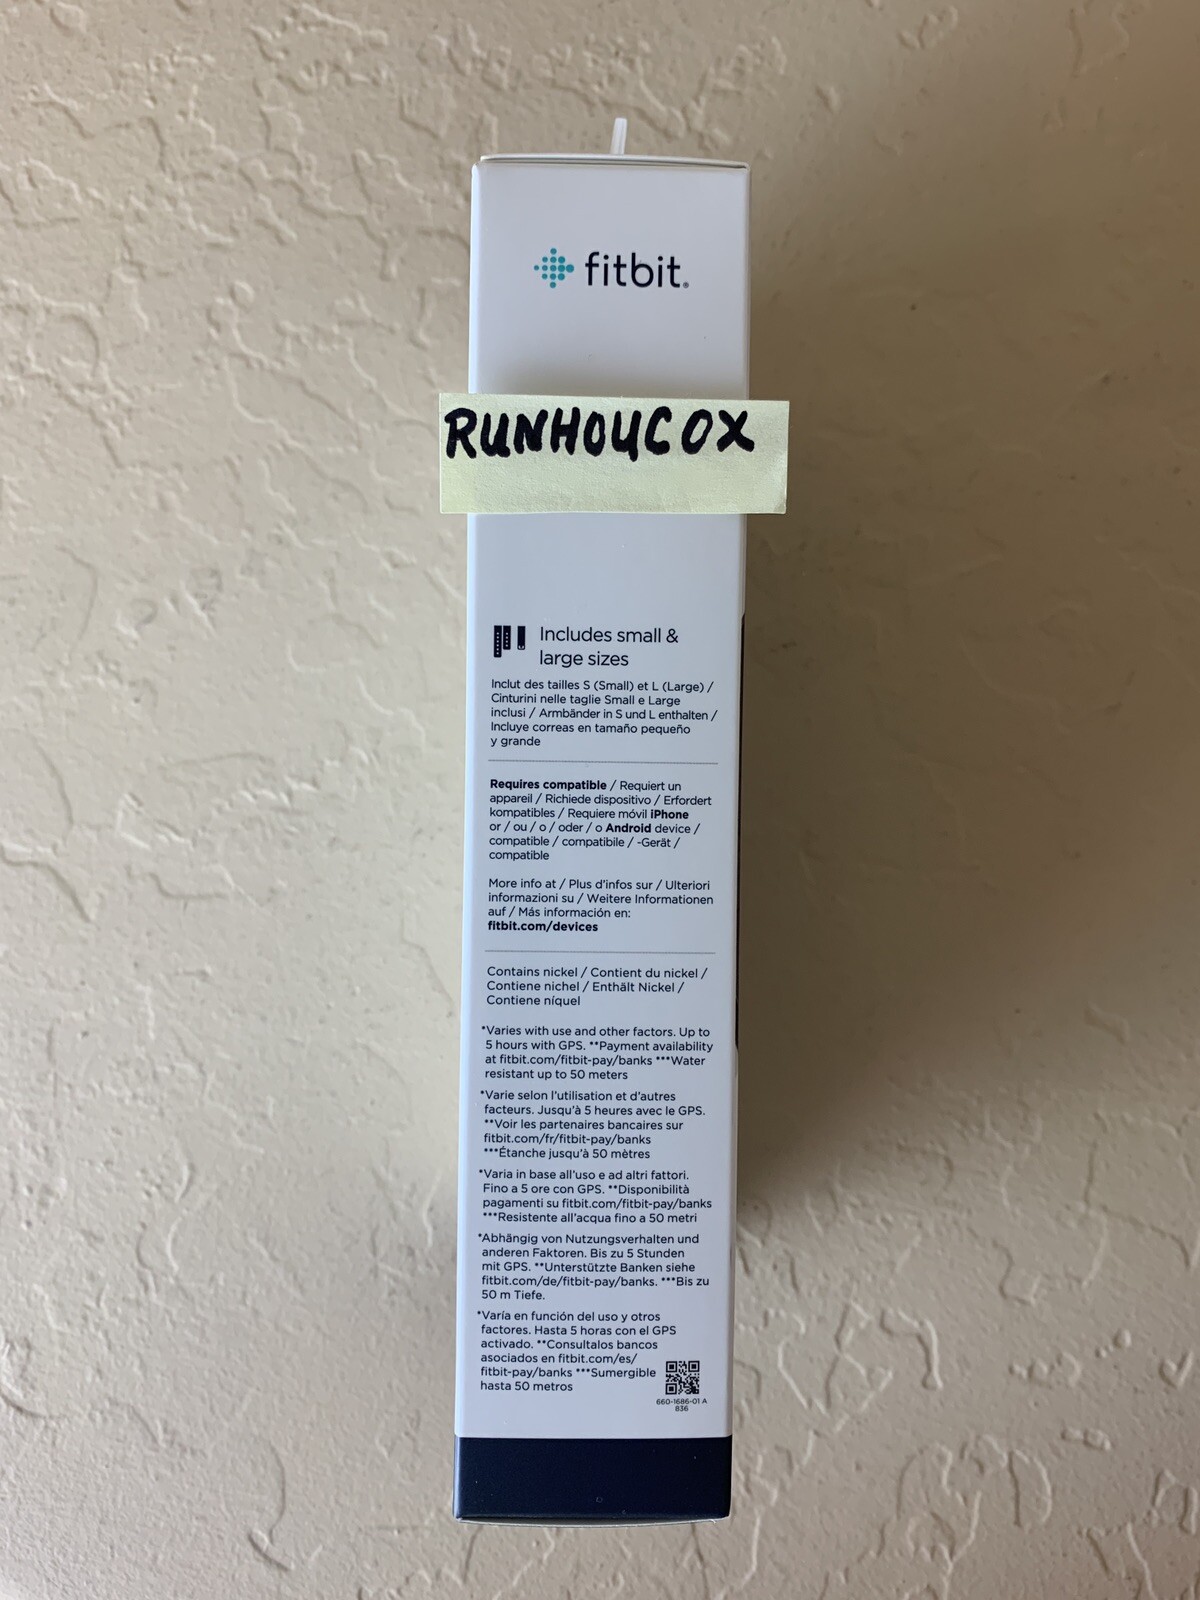 fitbit®
RUNHOUCOX
Includes small &
large sizes
Inclut des tailles S (Small) et L (Large) /
Cinturini nelle taglie Small e Large
inclusi / Armbänder in S und L enthalten /
Incluye correas en tamaño pequeño
y grande
Requires compatible / Requiert un
appareil / Richiede dispositivo / Erfordert
kompatibles / Requiere móvil iPhone
or / ou / o / oder / o Android device /
compatible / compatibile / -Gerät /
compatible
More info at / Plus d'infos sur / Ulteriori
informazioni su / Weitere Informationen
auf / Más información en:
fitbit.com/devices
Contains nickel / Contient du nickel /
Contiene nichel / Enthält Nickel /
Contiene níquel
*Varies with use and other factors. Up to
5 hours with GPS. **Payment availability
at fitbit.com/fitbit-pay/banks ***Water
resistant up to 50 meters
*Varie selon l'utilisation et d'autres
facteurs. Jusqu'à 5 heures avec le GPS.
**Voir les partenaires bancaires sur
fitbit.com/fr/fitbit-pay/banks
***Étanche jusqu'à 50 mètres
*Varia in base all'uso e ad altri fattori.
Fino a 5 ore con GPS. **Disponibilità
pagamenti su fitbit.com/fitbit-pay/banks
***Resistente all'acqua fino a 50 metri
*Abhängig von Nutzungsverhalten und
anderen Faktoren. Bis zu 5 Stunden
mit GPS. **Unterstützte Banken siehe
fitbit.com/de/fitbit-pay/banks. ***Bis zu
50 m Tiefe.
*Varía en función del uso y otros
factores. Hasta 5 horas con el GPS
activado. **Consultalos bancos
asociados en fitbit.com/es/
fitbit-pay/banks ***Sumergible
hasta 50 metros
660-1686-01 A
836